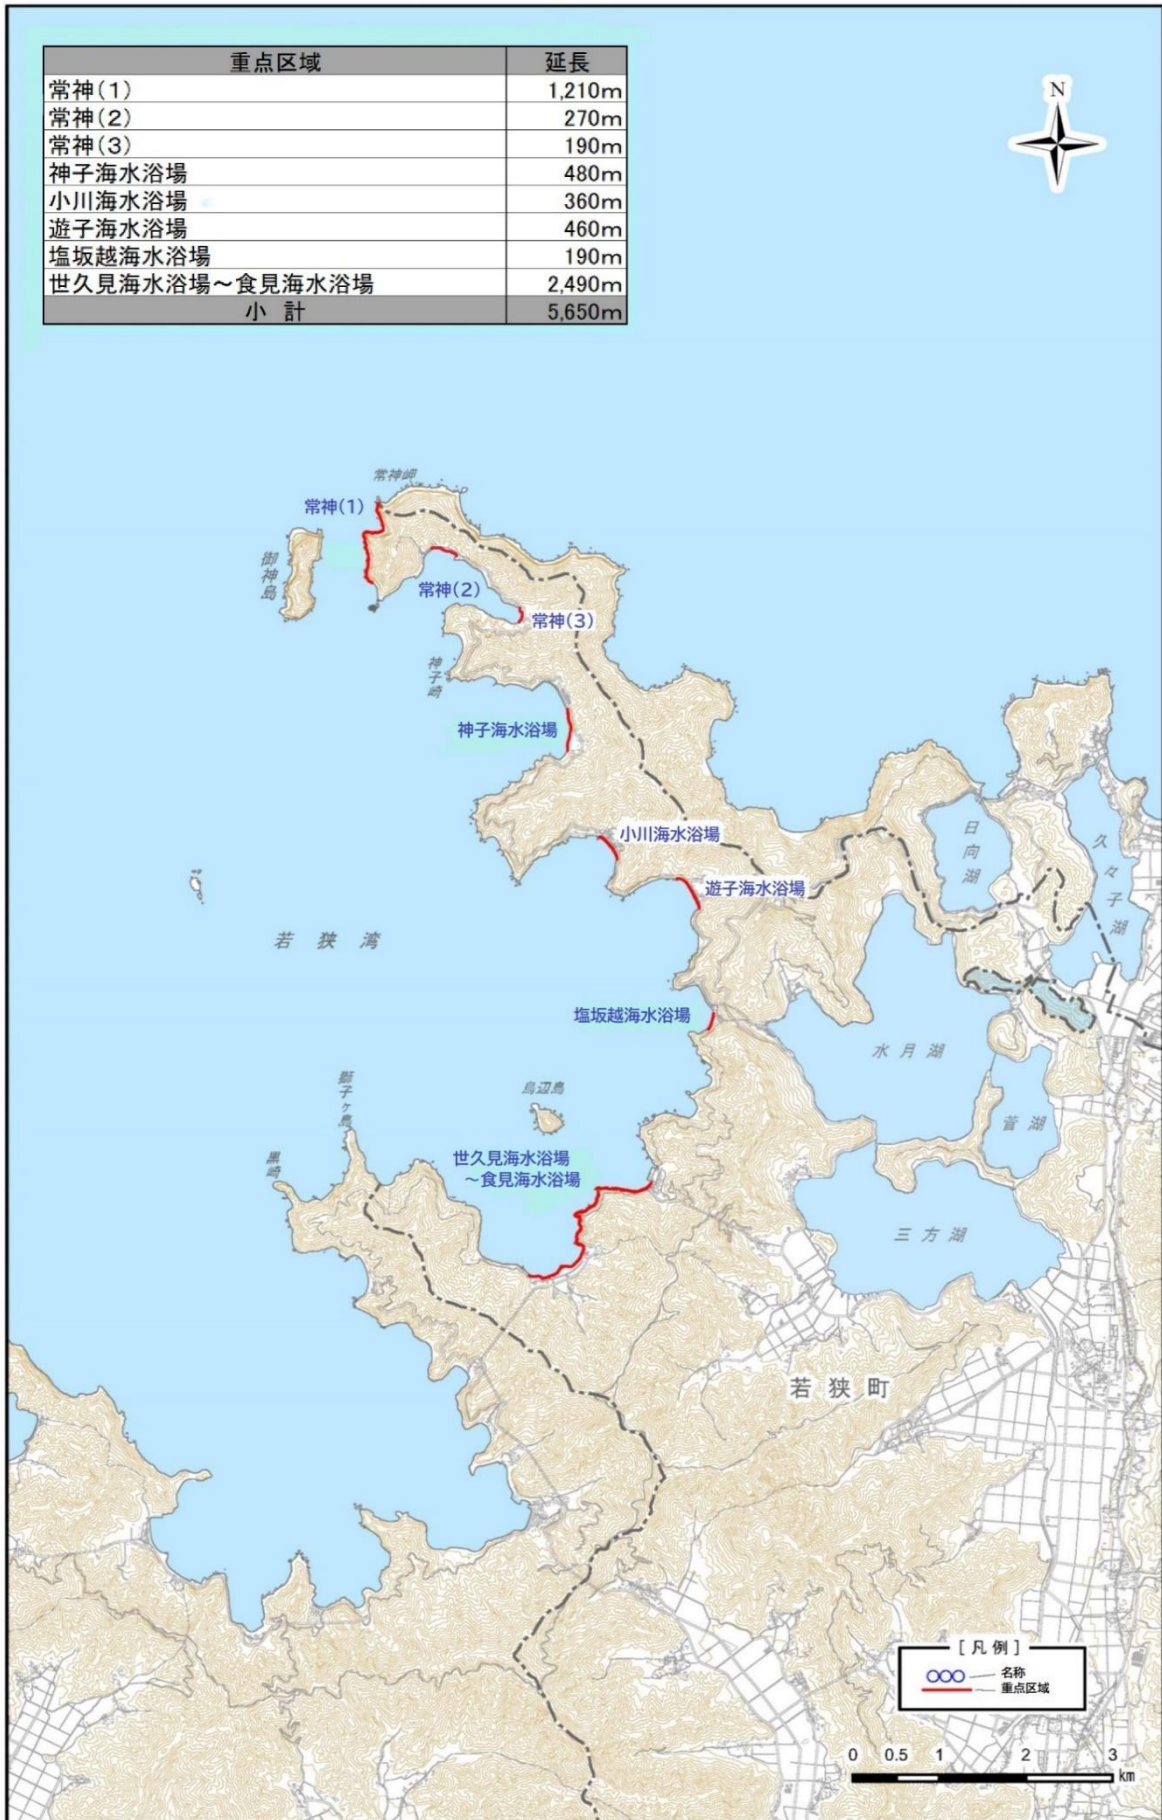 重点区域 延長
常神(1) 1,210m
常神(2) 270m
常神(3) 190m
神子海水浴場 480m
小川海水浴場 360m
遊子海水浴場 460m
塩坂越海水浴場 190m
世久見海水浴場～食見海水浴場 2,490m
小 計 5,650m
N
常神岬
常神(1)
御神島
常神(2)
常神(3)
神子崎
神子海水浴場
小川海水浴場
日向湖
久々子湖
遊子海水浴場
若狭湾
塩坂越海水浴場
水月湖
獅子ヶ島
烏辺島
菅湖
黒崎
世久見海水浴場
～食見海水浴場
三方湖
若狭町
[凡例]
○○○ 名称
重点区域
0 0.5 1 2 3
km